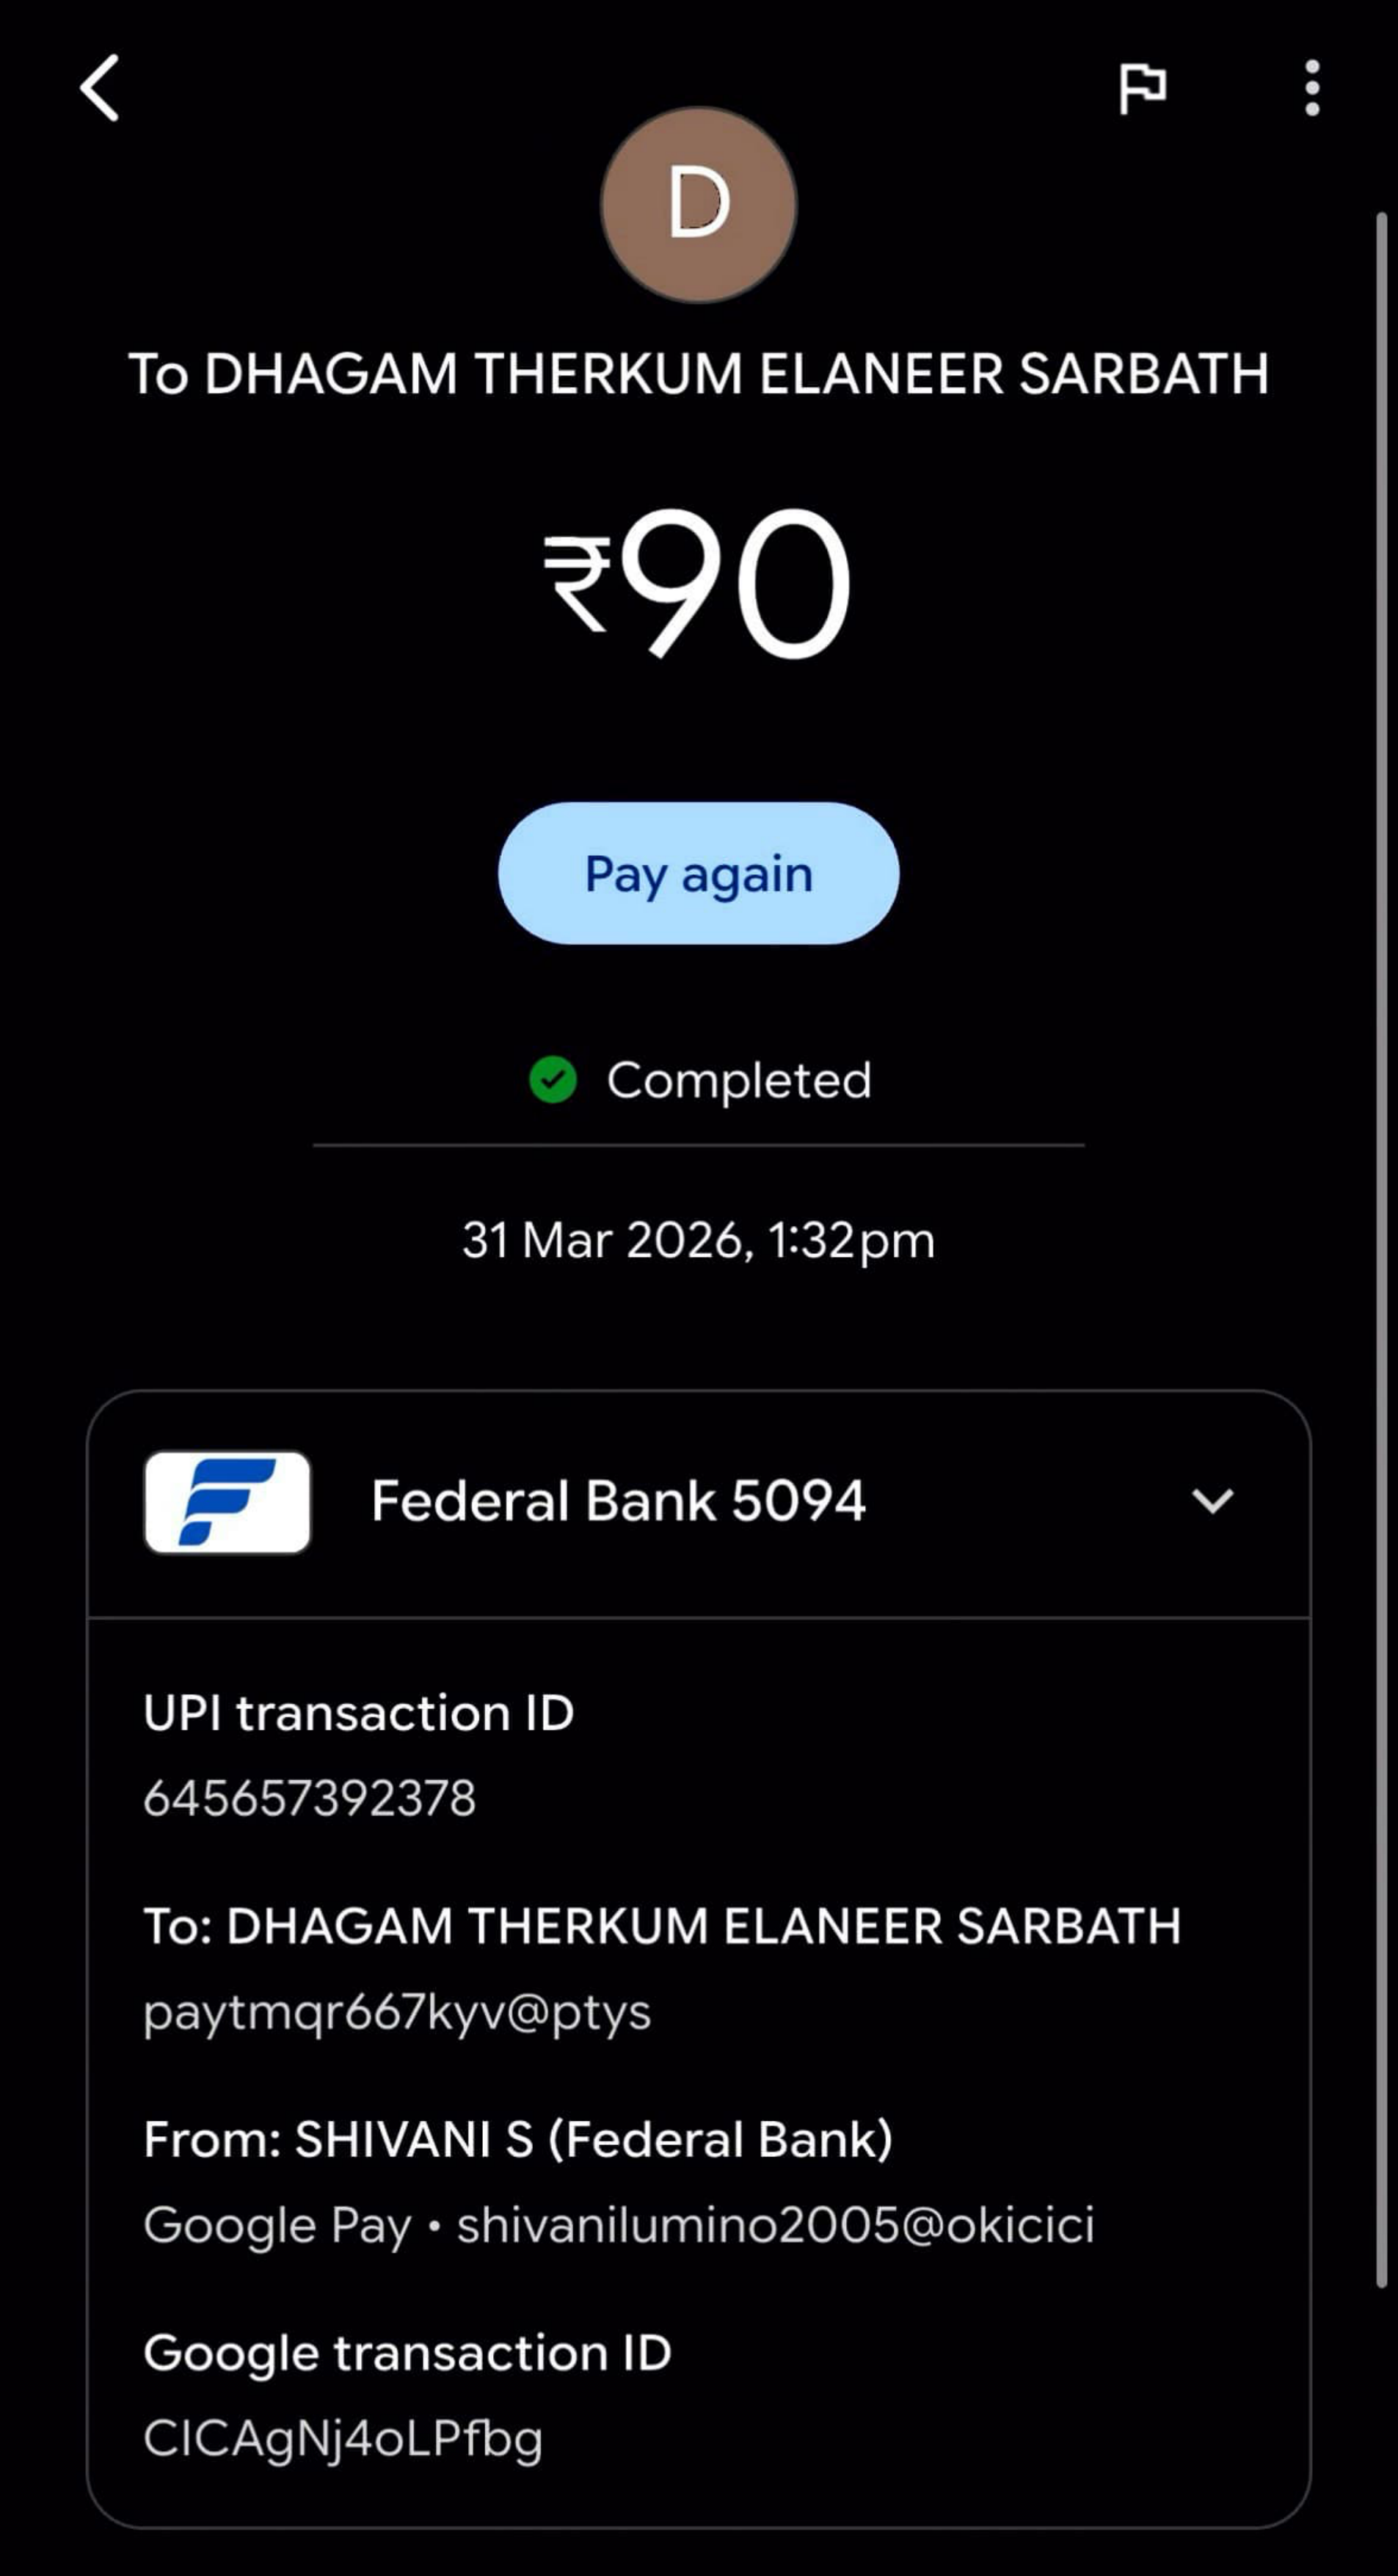 D
To DHAGAM THERKUM ELANEER SARBATH
₹90
Pay again
Completed
31 Mar 2026, 1:32pm
Federal Bank 5094
UPI transaction ID
645657392378
To: DHAGAM THERKUM ELANEER SARBATH
paytmqr667kyv@ptys
From: SHIVANI S (Federal Bank)
Google Pay • shivanilumino2005@okicici
Google transaction ID
CICAgNj4oLPfbg